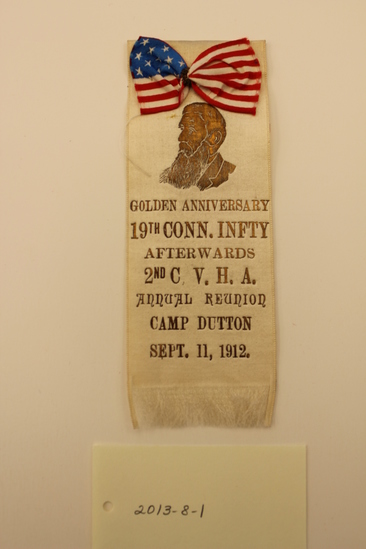 GOLDEN ANNIVERSARY
19TH CONN. INFTY
AFTERWARDS
2ND C. V. H. A.
ANNUAL REUNION
CAMP DUTTON
SEPT. 11, 1912.
2013-8-1